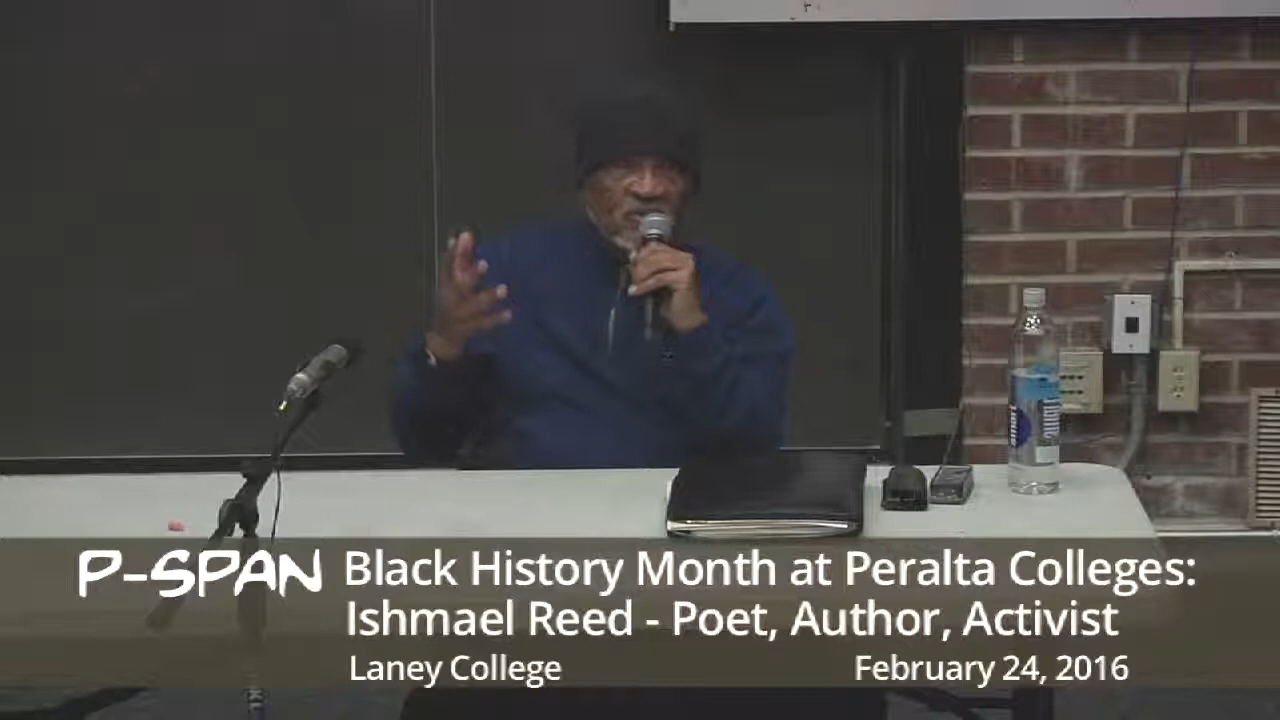 P-SPAN
Black History Month at Peralta Colleges:
Ishmael Reed - Poet, Author, Activist
Laney College
February 24, 2016